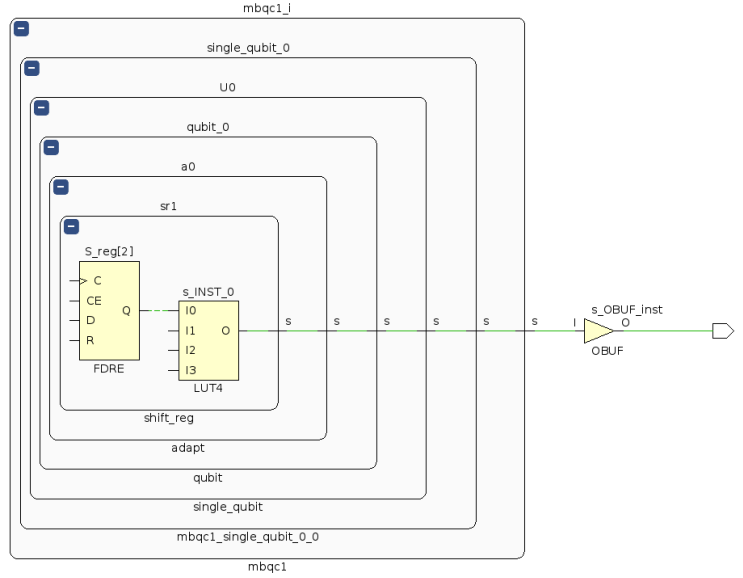 mbqc1_i
single_qubit_0
U0
qubit_0
a0
sr1
S_reg[2]
C
CE
D
R
Q
FDRE
s_INST_0
I0
I1
I2
I3
O
LUT4
s
s
s
s
s
s
s_OBUF_inst
I
O
OBUF
shift_reg
adapt
qubit
single_qubit
mbqc1_single_qubit_0_0
mbqc1